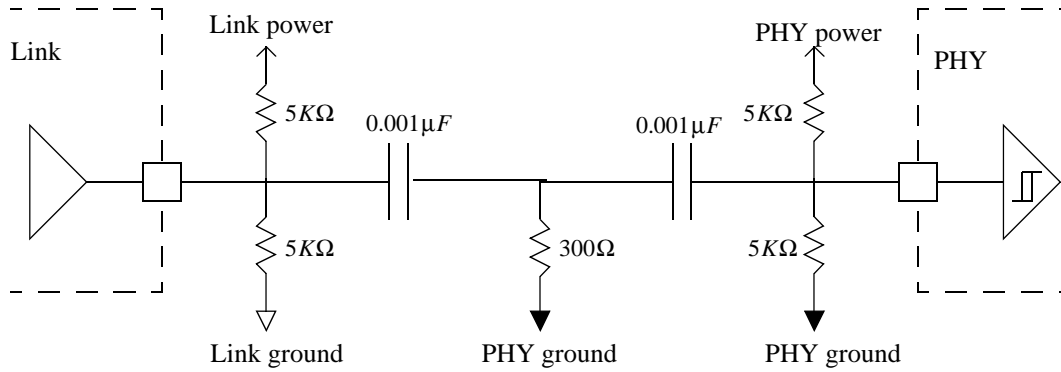 Link power
PHY power
Link
PHY
5KΩ
0.001μF
0.001μF
5KΩ
5KΩ
300Ω
5KΩ
Link ground
PHY ground
PHY ground